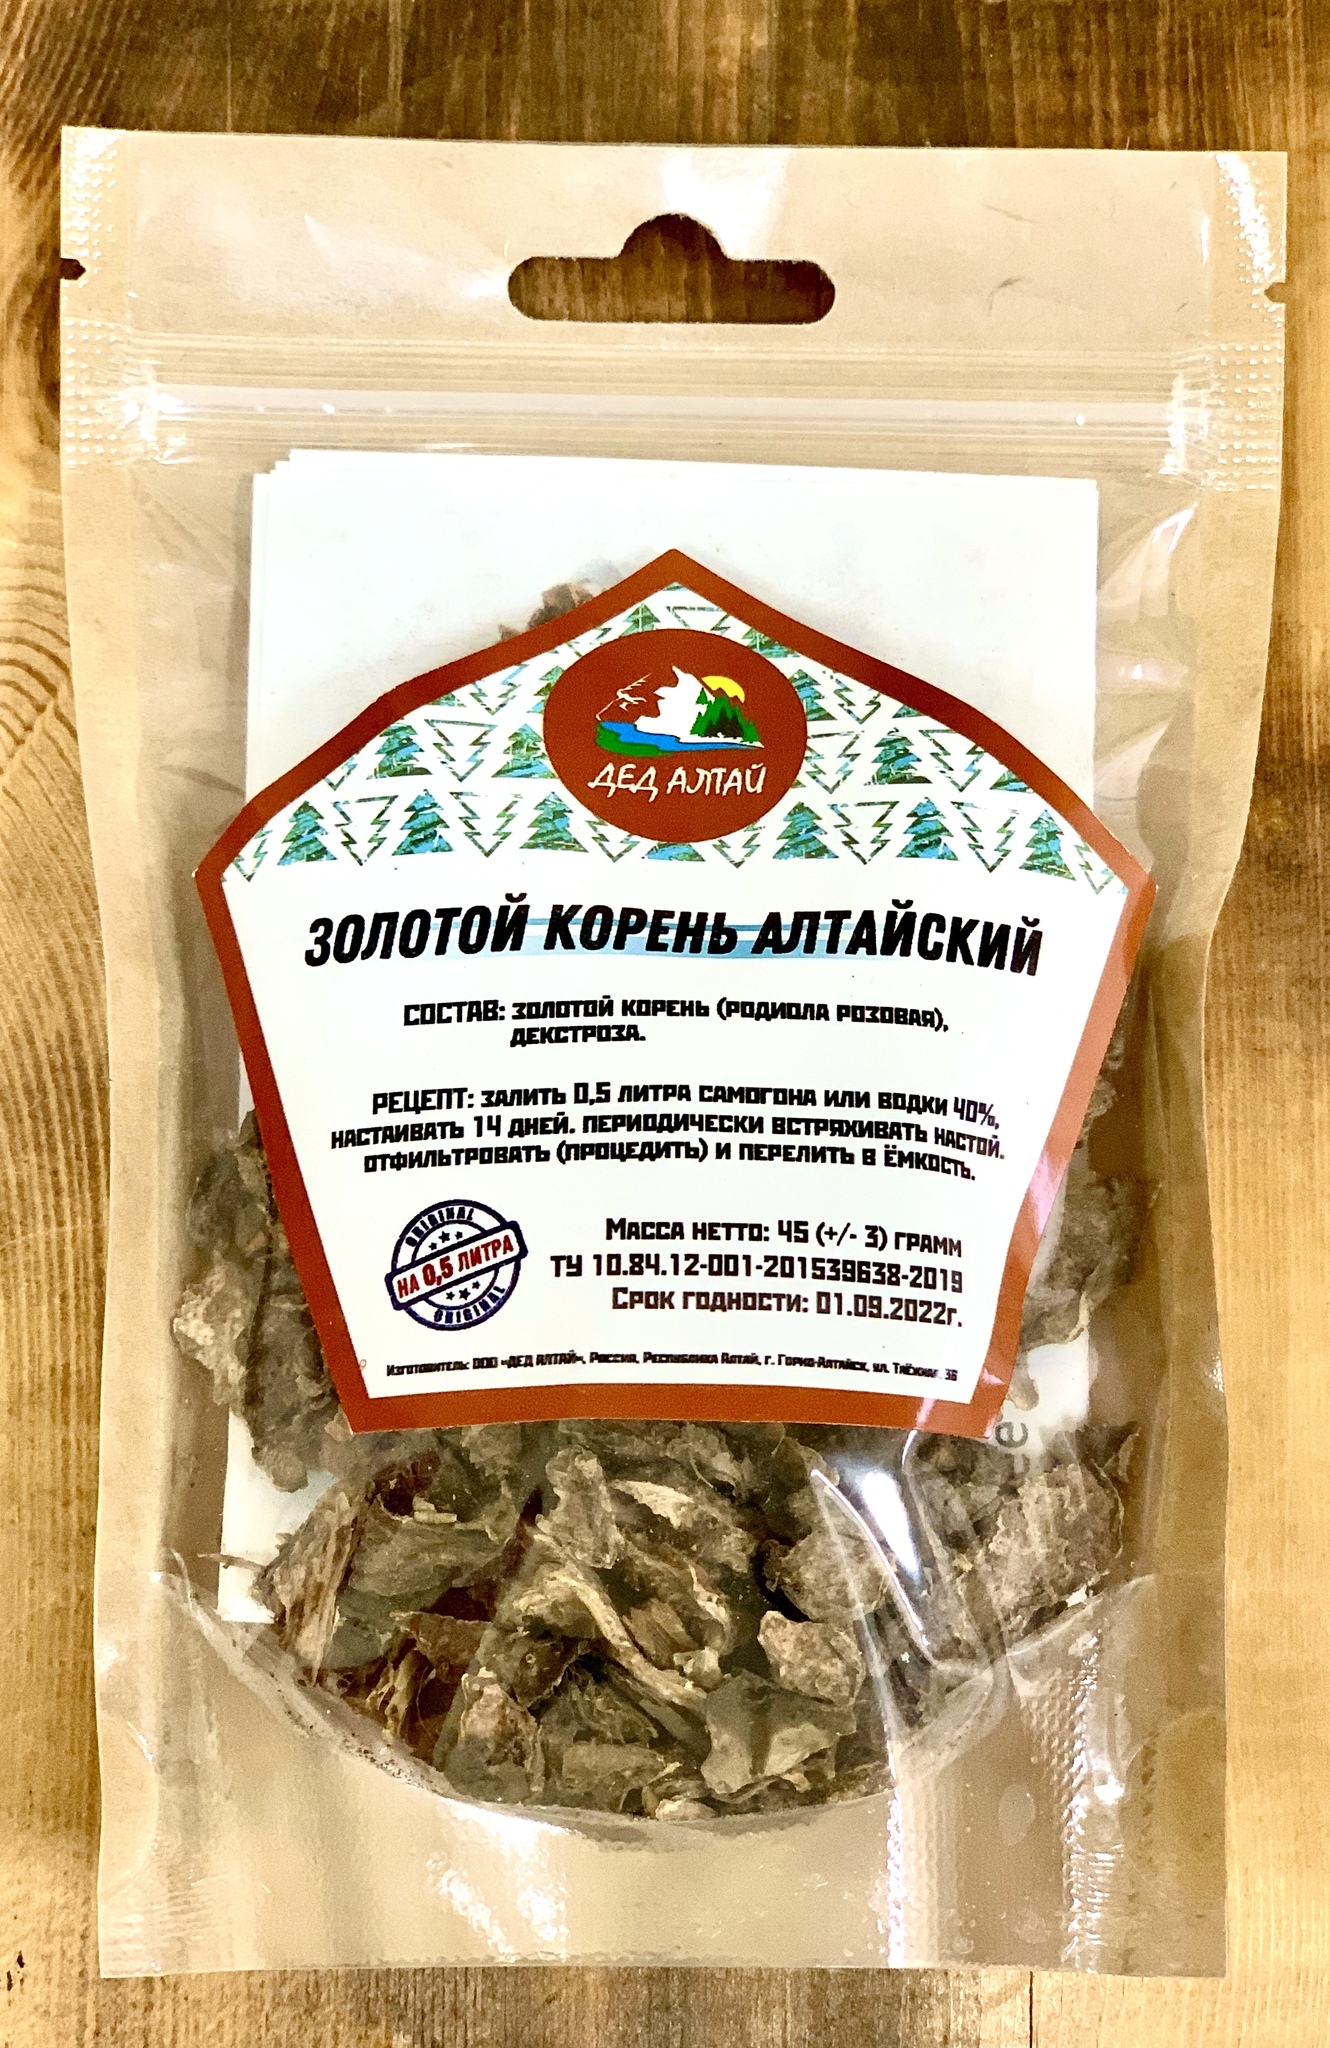 ДЕД АЛТАЙ
ЗОЛОТОЙ КОРЕНЬ АЛТАЙСКИЙ
СОСТАВ: ЗОЛОТОЙ КОРЕНЬ (РОДИОЛА РОЗОВАЯ),
ДЕКСТРОЗА.
РЕЦЕПТ: ЗАЛИТЬ 0,5 ЛИТРА САМОГОНА ИЛИ ВОДКИ 40%,
НАСТАИВАТЬ 14 ДНЕЙ. ПЕРИОДИЧЕСКИ ВСТРЯХИВАТЬ НАСТОЙ.
ОТФИЛЬТРОВАТЬ (ПРОЦЕДИТЬ) И ПЕРЕЛИТЬ В ЁМКОСТЬ.
ORIGINAL
НА 0,5 ЛИТРА
ORIGINAL
МАССА НЕТТО: 45 (+/- 3) ГРАММ
ТУ 10.84.12-001-201539638-2019
СРОК ГОДНОСТИ: 01.09.2022г.
Изготовитель: ООО «ДЕД АЛТАЙ», Россия, Республика Алтай, г. Горно-Алтайск, ул. Тяжная, 36